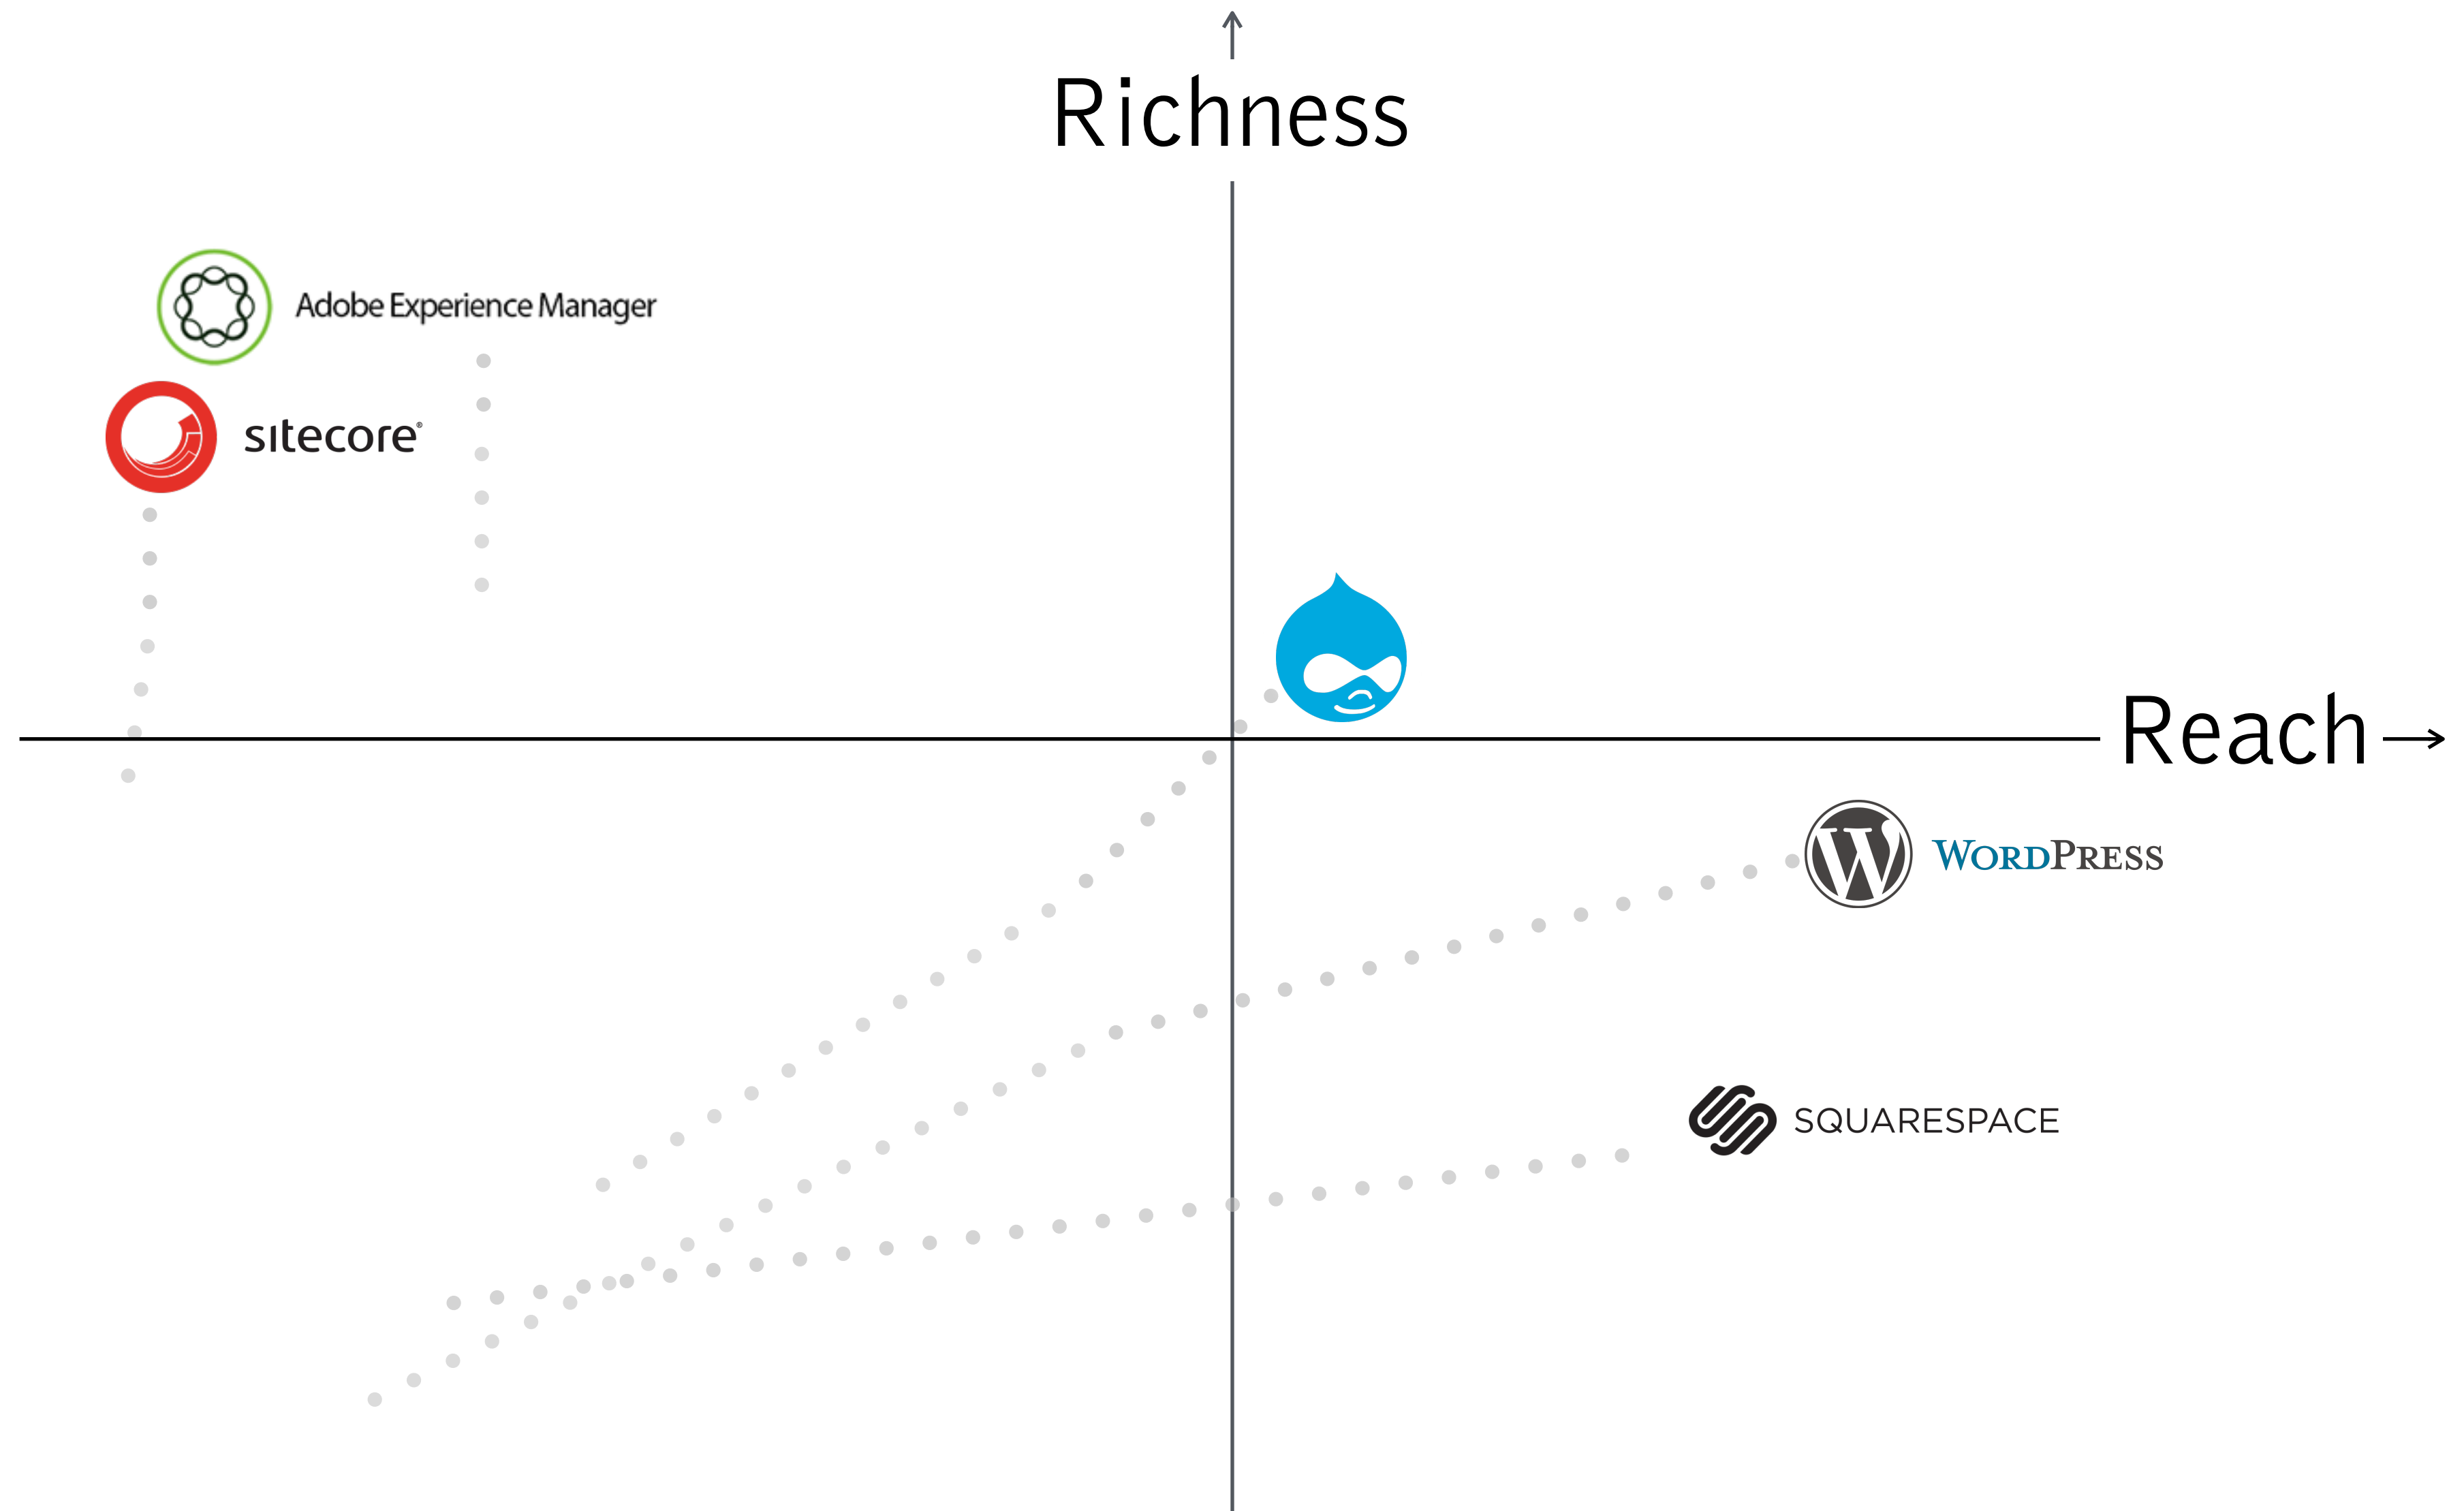 Richness
Adobe Experience Manager
sitecore®
Reach
WORDPRESS
SQUARESPACE